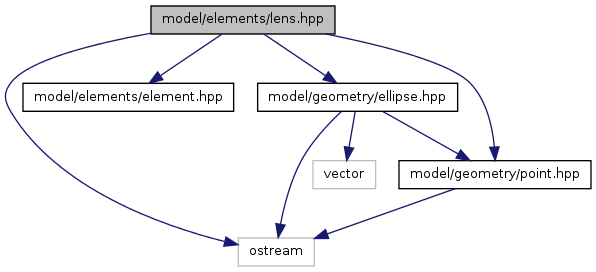 model/elements/lens.hpp
model/elements/element.hpp
model/geometry/ellipse.hpp
vector
model/geometry/point.hpp
ostream